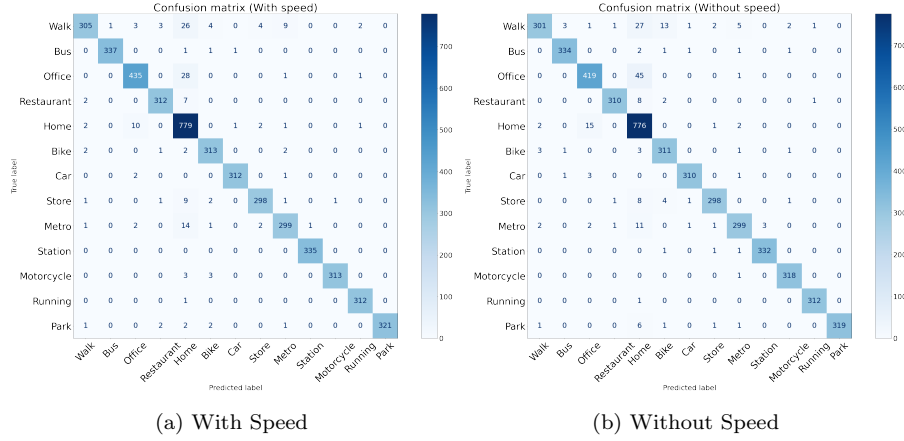 Confusion matrix (With speed)
True label
Walk 305 1 3 3 26 4 4 9 0 0 2 0
Bus 0 337 0 0 1 1 1 0 0 0 0 0 0
Office 0 0 435 0 28 0 0 0 1 0 0 1 0
Restaurant 2 0 0 312 7 0 0 0 0 0 0 0 0
Home 2 0 10 0 779 0 1 2 1 0 0 1 0
Bike 2 0 0 1 2 313 0 0 2 0 0 0 0
Car 0 0 2 0 0 0 312 0 0 0 0 0 0
Store 1 0 0 1 9 2 0 298 0 0 1 0 0
Metro 1 0 2 0 14 1 0 2 299 1 0 0 0
Station 0 0 0 0 0 0 0 0 0 335 0 0 0
Motorcycle 0 0 0 0 3 3 0 0 0 0 313 0 0
Running 0 0 0 0 1 0 0 0 0 0 0 312 0
Park 1 0 0 2 2 2 0 0 1 0 0 0 321
Walk Bus Office Restaurant Home Bike Car Store Metro Station Motorcycle Running Park
Predicted label
700
600
500
400
300
200
100
0
(a) With Speed
Confusion matrix (Without speed)
True label
Walk 301 3 1 1 27 13 1 2 5 0 2 1 0
Bus 0 334 0 0 1 2 0 0 0 0 0 0 0
Office 0 0 419 0 45 0 0 0 1 0 0 0 0
Restaurant 0 0 0 310 8 2 0 0 0 0 0 1 0
Home 2 0 15 0 776 0 0 1 2 0 0 0 0
Bike 3 1 0 0 3 311 0 0 1 0 1 0 0
Car 0 1 3 0 0 0 310 0 0 0 0 0 0
Store 0 0 0 1 8 4 1 298 0 0 0 0 0
Metro 2 0 2 1 11 0 0 1 299 3 0 0 0
Station 0 0 0 0 0 0 0 0 1 332 0 0 0
Motorcycle 0 0 0 0 0 0 0 0 1 0 318 0 0
Running 0 0 0 0 1 0 0 0 0 0 0 312 0
Park 1 0 0 0 6 1 0 1 1 0 0 0 319
Walk Bus Office Restaurant Home Bike Car Store Metro Station Motorcycle Running Park
Predicted label
700
600
500
400
300
200
100
0
(b) Without Speed